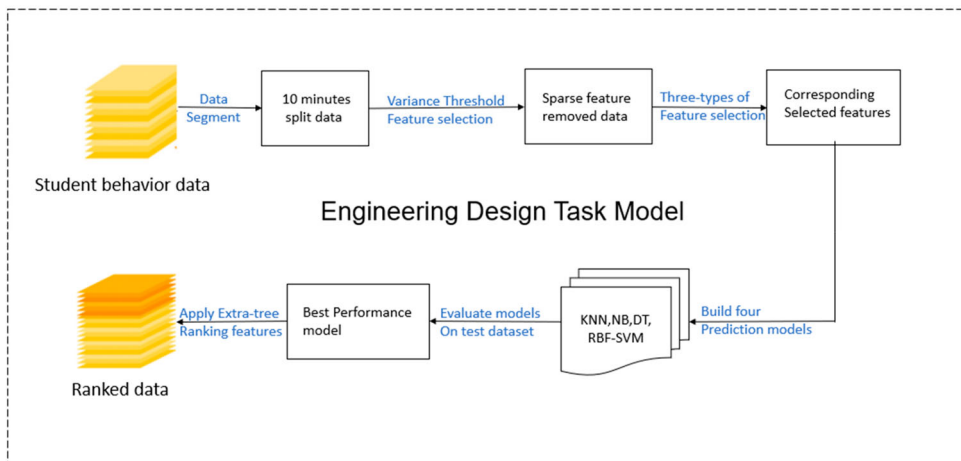 Data
Segment
10 minutes
split data
Variance Threshold
Feature selection
Sparse feature
removed data
Three-types of
Feature selection
Corresponding
Selected features
Student behavior data
Engineering Design Task Model
Build four
Prediction models
KNN,NB,DT,
RBF-SVM
Evaluate models
On test dataset
Best Performance
model
Apply Extra-tree
Ranking features
Ranked data